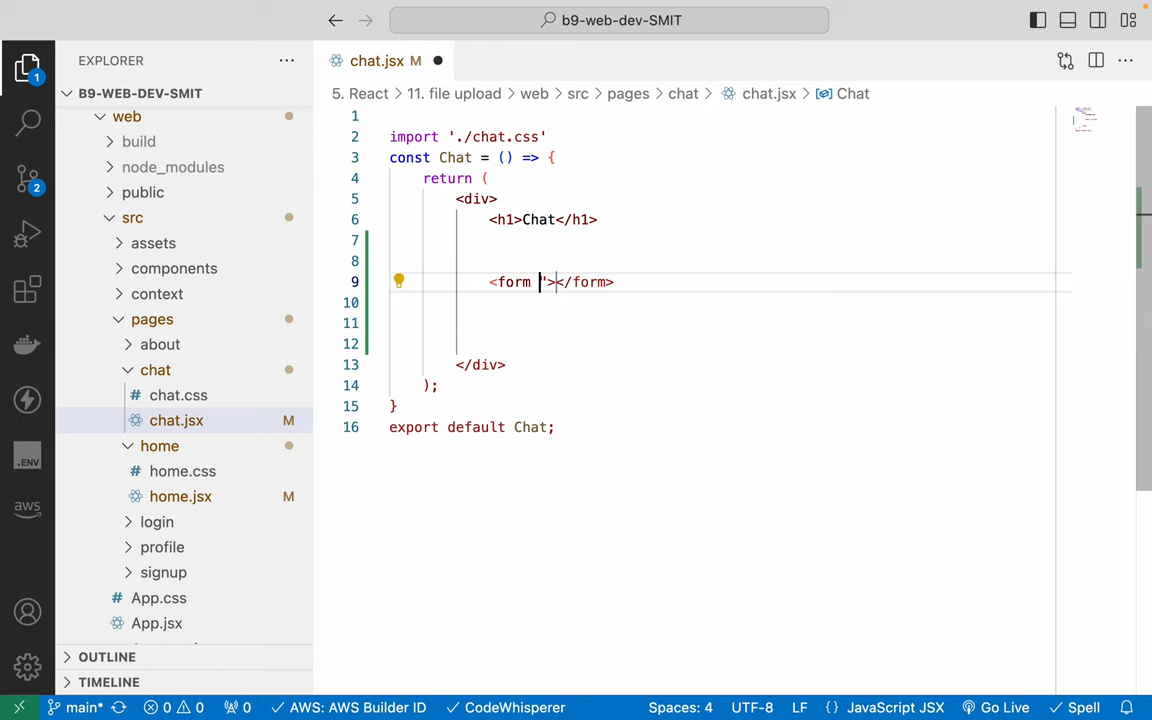 b9-web-dev-SMIT
EXPLORER
B9-WEB-DEV-SMIT
web
build
node_modules
public
src
assets
components
context
pages
about
chat
# chat.css
chat.jsx M
home
# home.css
home.jsx M
login
profile
signup
# App.css
App.jsx
OUTLINE
TIMELINE
1
2
.ENV
aws
chat.jsx M
5. React > 11. file upload > web > src > pages > chat > chat.jsx > Chat
1
2 import './chat.css'
3 const Chat = () => {
4 return (
5 <div>
6 <h1>Chat</h1>
7
8
9 <form "></form>
10
11
12
13 </div>
14 );
15 }
16 export default Chat;
main* 0 0 0 AWS: AWS Builder ID CodeWhisperer Spaces: 4 UTF-8 LF {} JavaScript JSX Go Live Spell